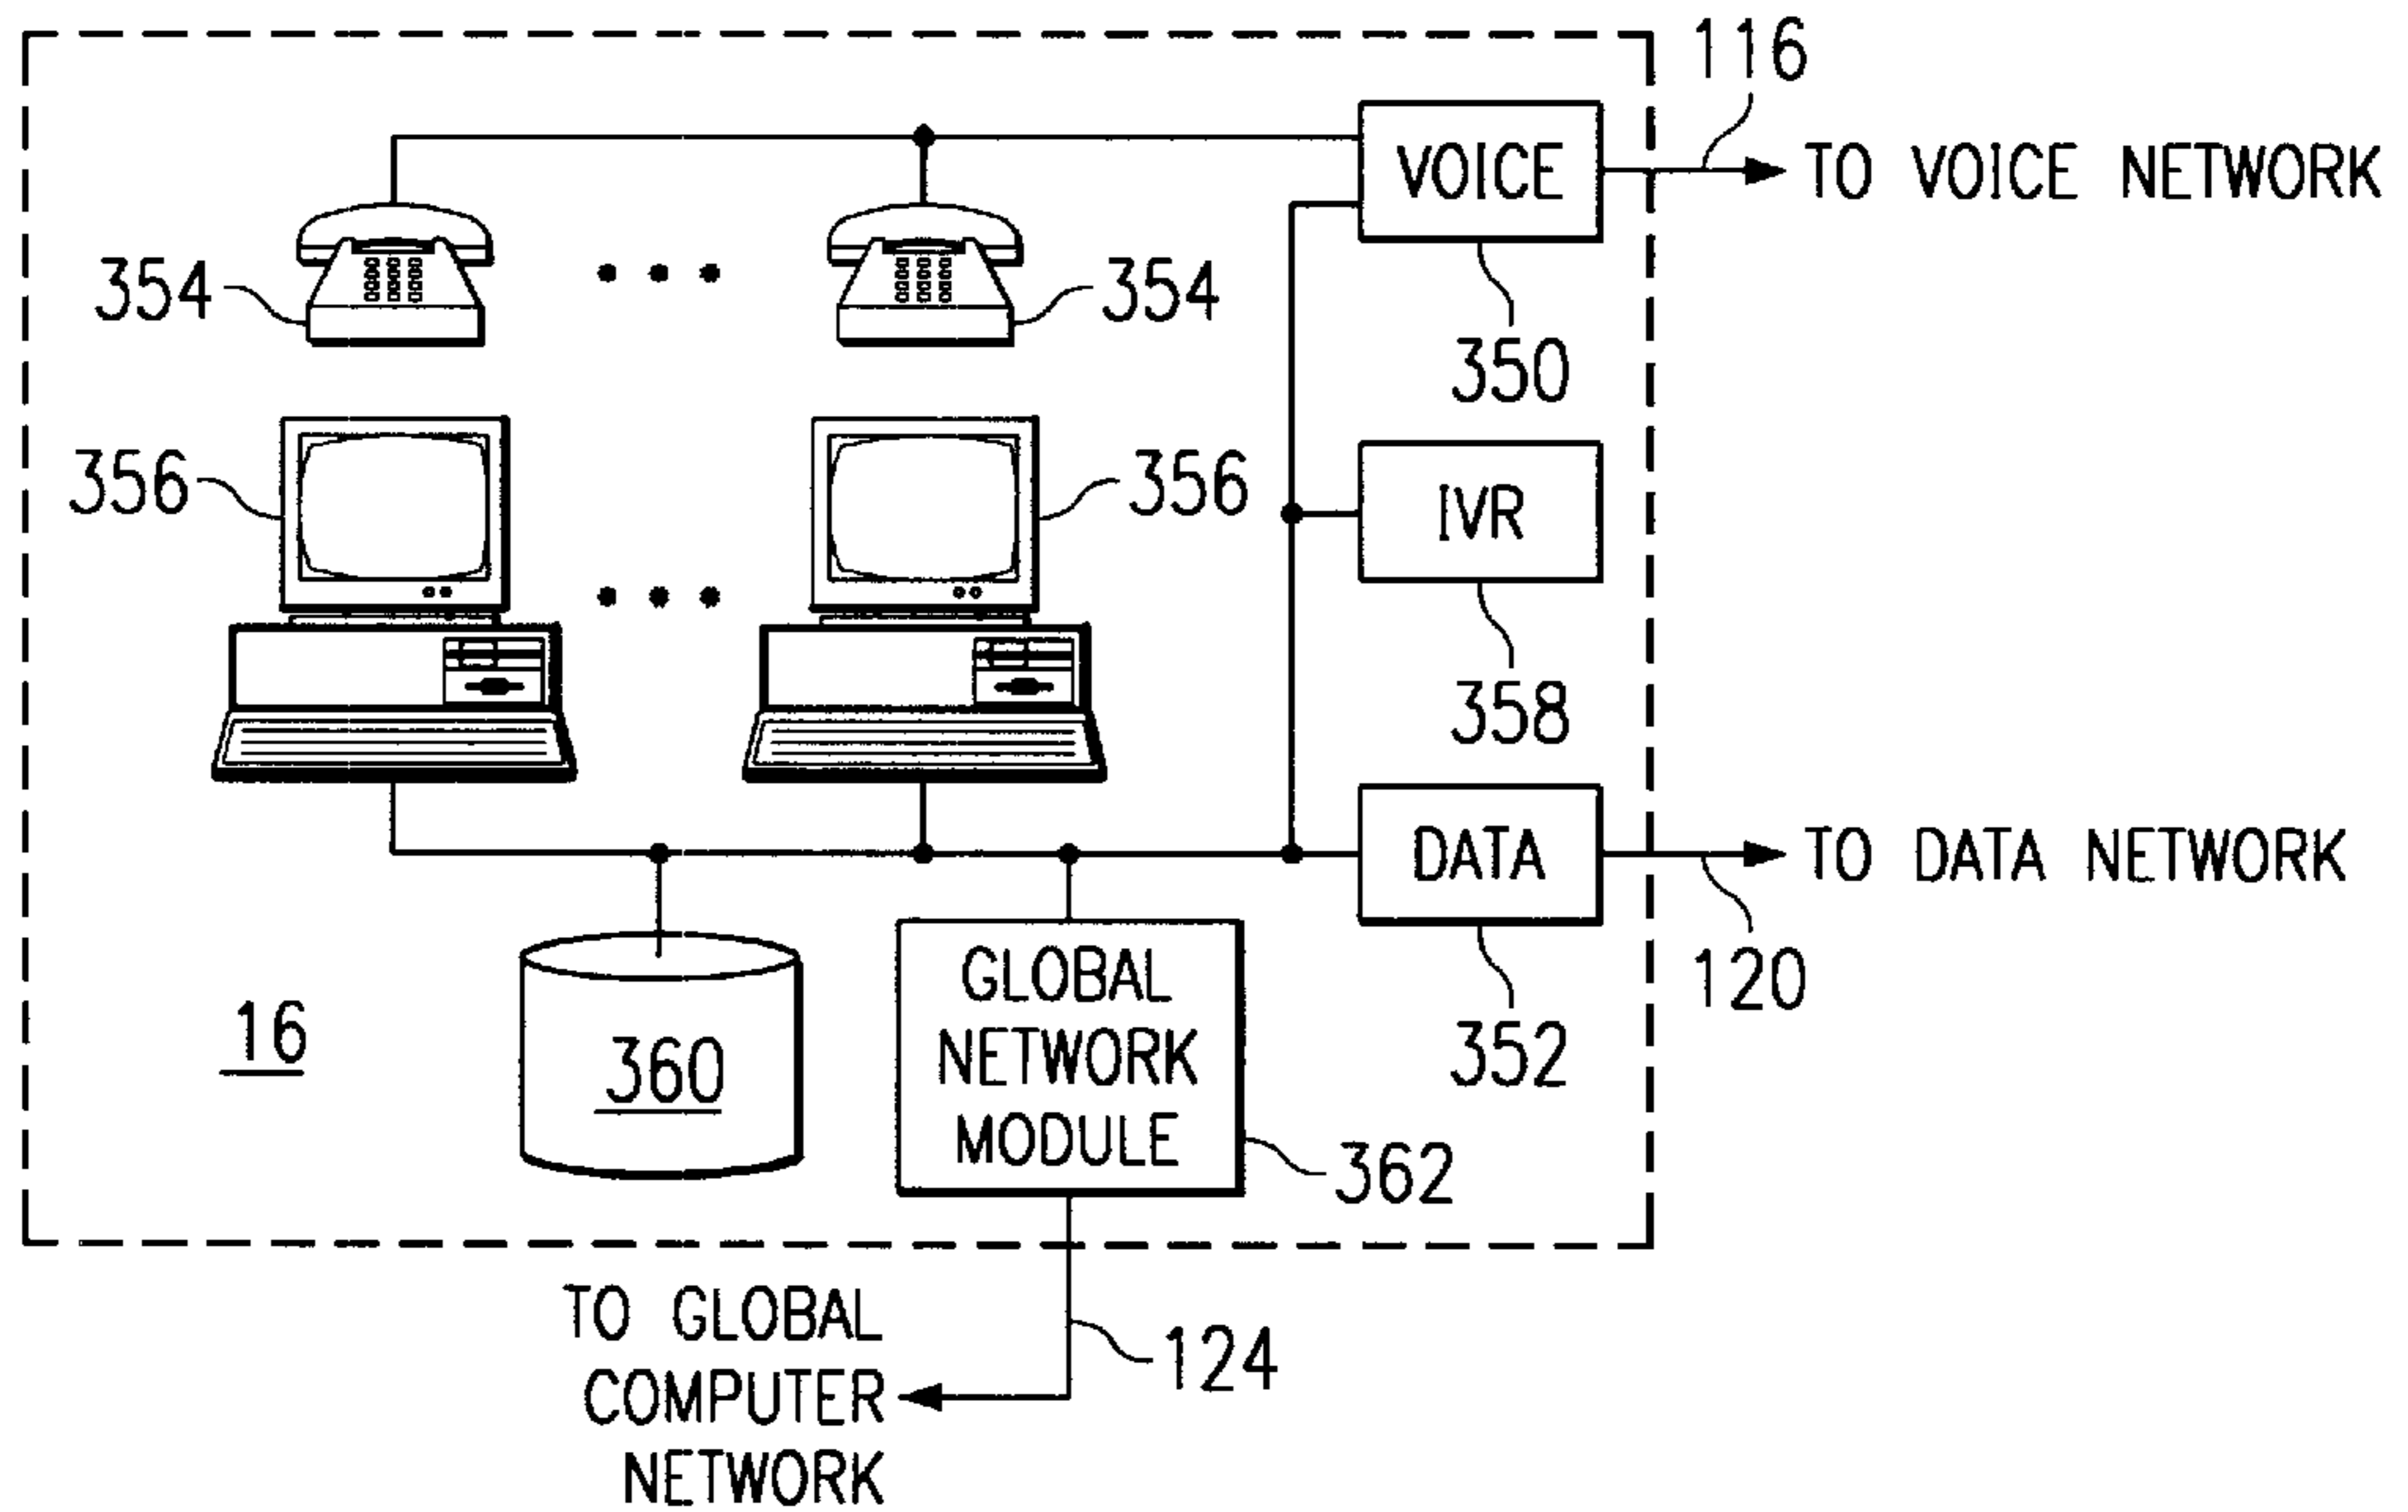 116
VOICE
TO VOICE NETWORK
354
354
350
356
356
IVR
358
DATA
TO DATA NETWORK
GLOBAL
NETWORK
MODULE
120
16
360
352
362
TO GLOBAL
COMPUTER
NETWORK
124